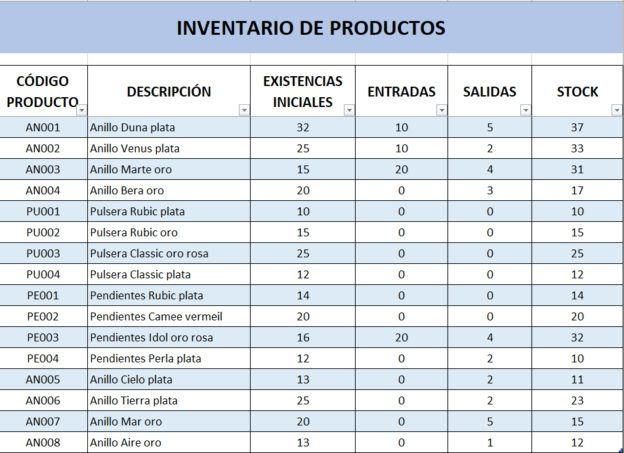 INVENTARIO DE PRODUCTOS
CÓDIGO PRODUCTO DESCRIPCIÓN EXISTENCIAS INICIALES ENTRADAS SALIDAS STOCK
AN001 Anillo Duna plata 32 10 5 37
AN002 Anillo Venus plata 25 10 2 33
AN003 Anillo Marte oro 15 20 4 31
AN004 Anillo Bera oro 20 0 3 17
PU001 Pulsera Rubic plata 10 0 0 10
PU002 Pulsera Rubic oro 15 0 0 15
PU003 Pulsera Classic oro rosa 25 0 0 25
PU004 Pulsera Classic plata 12 0 0 12
PE001 Pendientes Rubic plata 14 0 0 14
PE002 Pendientes Camee vermeil 20 0 0 20
PE003 Pendientes Idol oro rosa 16 20 4 32
PE004 Pendientes Perla plata 12 0 2 10
AN005 Anillo Cielo plata 13 0 2 11
AN006 Anillo Tierra plata 25 0 2 23
AN007 Anillo Mar oro 20 0 5 15
AN008 Anillo Aire oro 13 0 1 12